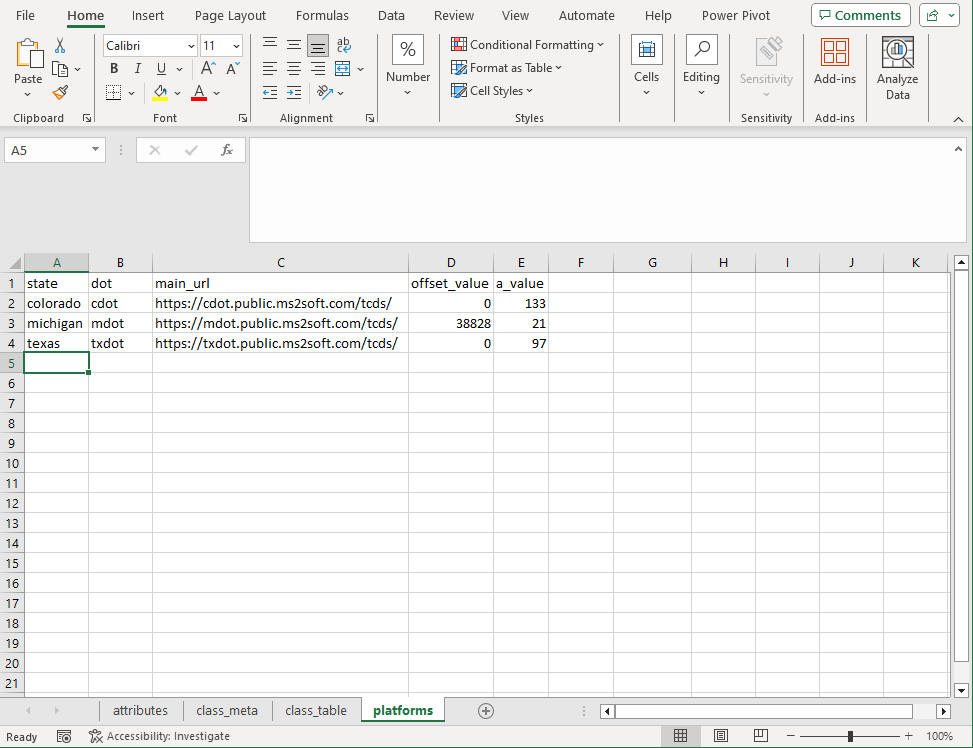 File Home Insert Page Layout Formulas Data Review View Automate Help Power Pivot Comments
Calibri 11 ab % Conditional Formatting
Paste B I U A A Number Format as Table Cells Editing Sensitivity Add-ins Analyze Data
A Cell Styles
Clipboard Font Alignment Styles Sensitivity Add-ins
A5 fx
A B C D E F G H I J K
1 state dot main_url offset_value a_value
2 colorado cdot https://cdot.public.ms2soft.com/tcds/ 0 133
3 michigan mdot https://mdot.public.ms2soft.com/tcds/ 38828 21
4 texas txdot https://txdot.public.ms2soft.com/tcds/ 0 97
5
6
7
8
9
10
11
12
13
14
15
16
17
18
19
20
21
attributes class_meta class_table platforms
Ready Accessibility: Investigate 100%